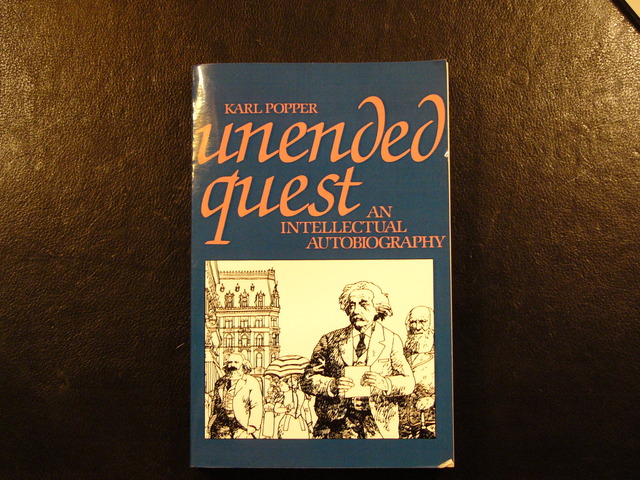 KARL POPPER
unended
quest
AN
INTELLECTUAL
AUTOBIOGRAPHY